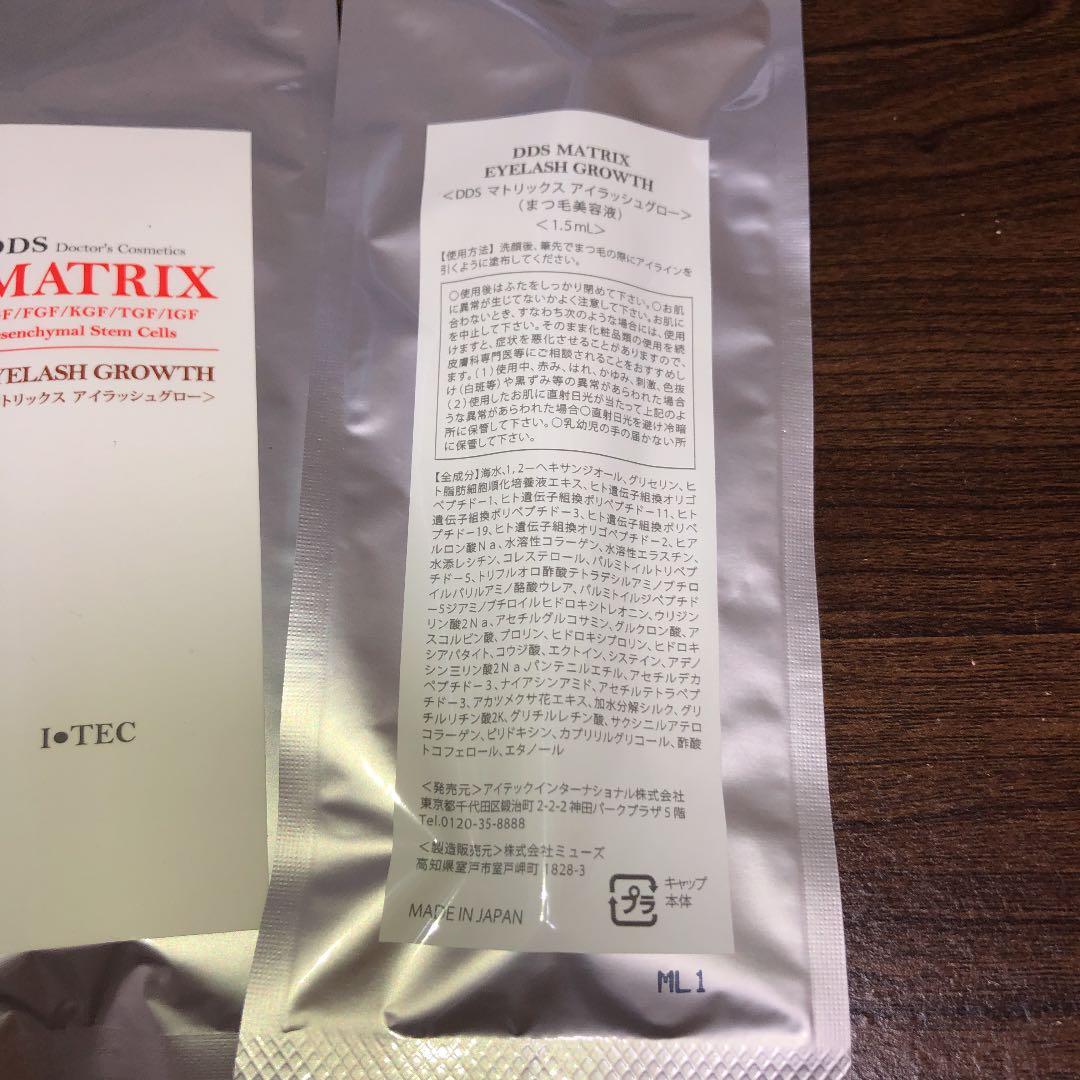 DDS Doctor's Cosmetics
MATRIX
GF/FGF/KGF/TGF/IGF
senchymal Stem Cells
YELASH GROWTH
トリックス アイラッシュグロー＞
I●TEC
DDS MATRIX
EYELASH GROWTH
＜DDS マトリックス アイラッシュグロー＞
（まつ毛美容液）
＜1.5mL＞
【使用方法】洗顔後、筆先でまつ毛の際にアイラインを
引くように塗布してください。
○使用後はふたをしっかり閉めて下さい。○お肌
に異常が生じてないかよく注意して下さい。お肌に
合わないとき、すなわち次のような場合には、使用
を中止して下さい。そのまま化粧品類の使用を続
けますと、症状を悪化させることがありますので、
皮膚科専門医等にご相談されることをおすすめし
ます。（1）使用中、赤み、はれ、かゆみ、刺激、色抜
け（白斑等）や黒ずみ等の異常があらわれた場合
（2）使用したお肌に直射日光が当たって上記のよ
うな異常があらわれた場合○直射日光を避け冷暗
所に保管して下さい。○乳幼児の手の届かない所
に保管して下さい。
【全成分】海水、1,2－ヘキサンジオール、グリセリン、ヒ
ト脂肪細胞順化培養液エキス、ヒト遺伝子組換オリゴ
ペプチドー1、ヒト遺伝子組換ポリペプチドー11、ヒト
遺伝子組換ポリペプチドー3、ヒト遺伝子組換ポリペ
プチドー19、ヒト遺伝子組換オリゴペプチドー2、ヒア
ルロン酸Na、水溶性コラーゲン、水溶性エラスチン、
水添レシチン、コレステロール、パルミトイルトリペプ
チドー5、トリフルオロ酢酸テトラデシルアミノブチロ
イルバリルアミノ酪酸ウレア、パルミトイルジペプチド
ー5ジアミノブチロイルヒドロキシトレオニン、ウリジン
リン酸2Na、アセチルグルコサミン、グルクロン酸、ア
スコルビン酸、プロリン、ヒドロキシプロリン、ヒドロキ
シアパタイト、コウジ酸、エクトイン、システイン、アデノ
シン三リン酸2Na、パンテニルエチル、アセチルデカ
ペプチドー3、ナイアシンアミド、アセチルテトラペプ
チドー3、アカツメクサ花エキス、加水分解シルク、グリ
チルリチン酸2K、グリチルレチン酸、サクシニルアテロ
コラーゲン、ピリドキシン、カプリリルグリコール、酢酸
トコフェロール、エタノール
＜発売元＞アイテックインターナショナル株式会社
東京都千代田区鍛冶町2-2-2 神田パークプラザ5階
Tel.0120-35-8888
＜製造販売元＞株式会社ミューズ
高知県室戸市室戸岬町1828-3
キャップ
本体
プラ
MADE IN JAPAN
ML1